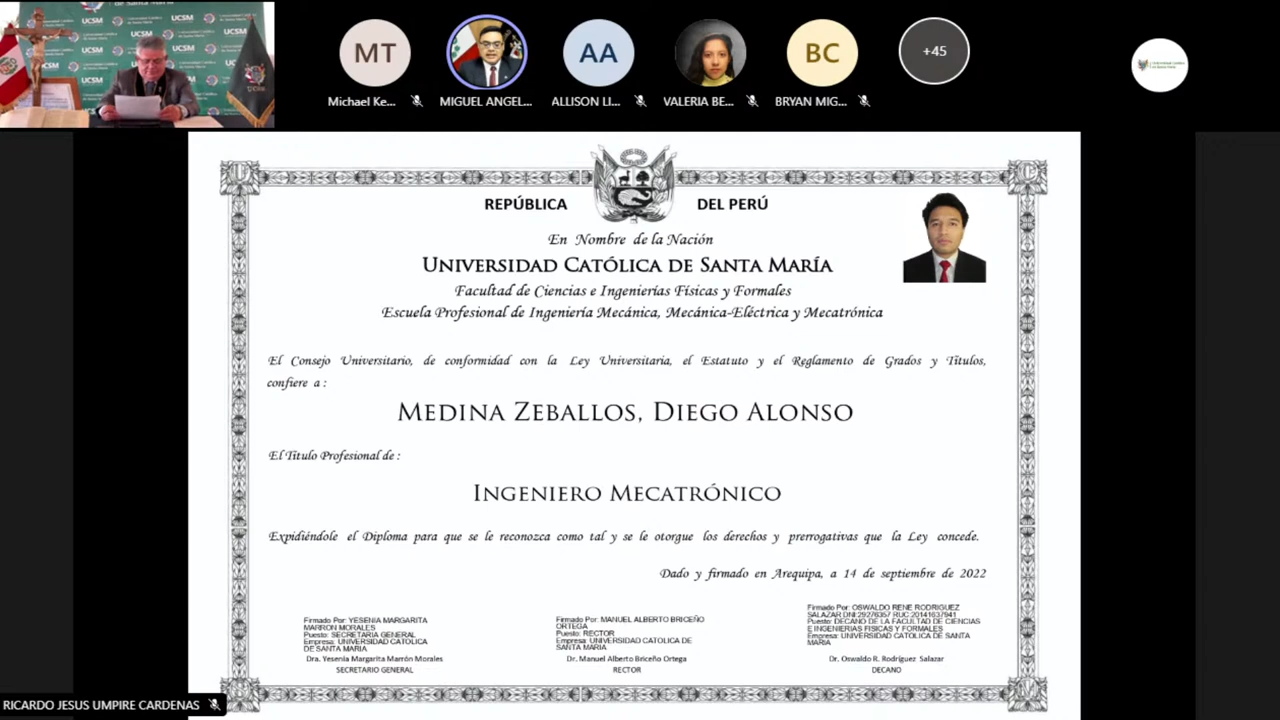 UCSM
MT
AA
BC
+45
Michael Ke...
MIGUEL ANGEL...
ALLISON LI...
VALERIA BE...
BRYAN MIG...
REPÚBLICA DEL PERÚ
En Nombre de la Nación
UNIVERSIDAD CATÓLICA DE SANTA MARÍA
Facultad de Ciencias e Ingenierías Físicas y Formales
Escuela Profesional de Ingeniería Mecánica, Mecánica-Eléctrica y Mecatrónica
El Consejo Universitario, de conformidad con la Ley Universitaria, el Estatuto y el Reglamento de Grados y Títulos,
confiere a :
MEDINA ZEBALLOS, DIEGO ALONSO
El Título Profesional de :
INGENIERO MECATRÓNICO
Expidiéndole el Diploma para que se le reconozca como tal y se le otorgue los derechos y prerrogativas que la Ley concede.
Dado y firmado en Arequipa, a 14 de septiembre de 2022
Firmado Por: YESENIA MARGARITA
MARRON MORALES
Puesto: SECRETARIA GENERAL
Empresa: UNIVERSIDAD CATOLICA
DE SANTA MARIA
Dra. Yesenia Margarita Marrón Morales
SECRETARIO GENERAL
Firmado Por: MANUEL ALBERTO BRICEÑO
ORTEGA
Puesto: RECTOR
Empresa: UNIVERSIDAD CATOLICA DE
SANTA MARIA
Dr. Manuel Alberto Briceño Ortega
RECTOR
Firmado Por: OSWALDO RENE RODRIGUEZ
SALAZAR DNI:29276357 RUC:20141637941
Puesto: DECANO DE LA FACULTAD DE CIENCIAS
E INGENIERIAS FISICAS Y FORMALES
Empresa: UNIVERSIDAD CATOLICA DE SANTA
MARIA
Dr. Oswaldo R. Rodríguez Salazar
DECANO
RICARDO JESUS UMPIRE CARDENAS